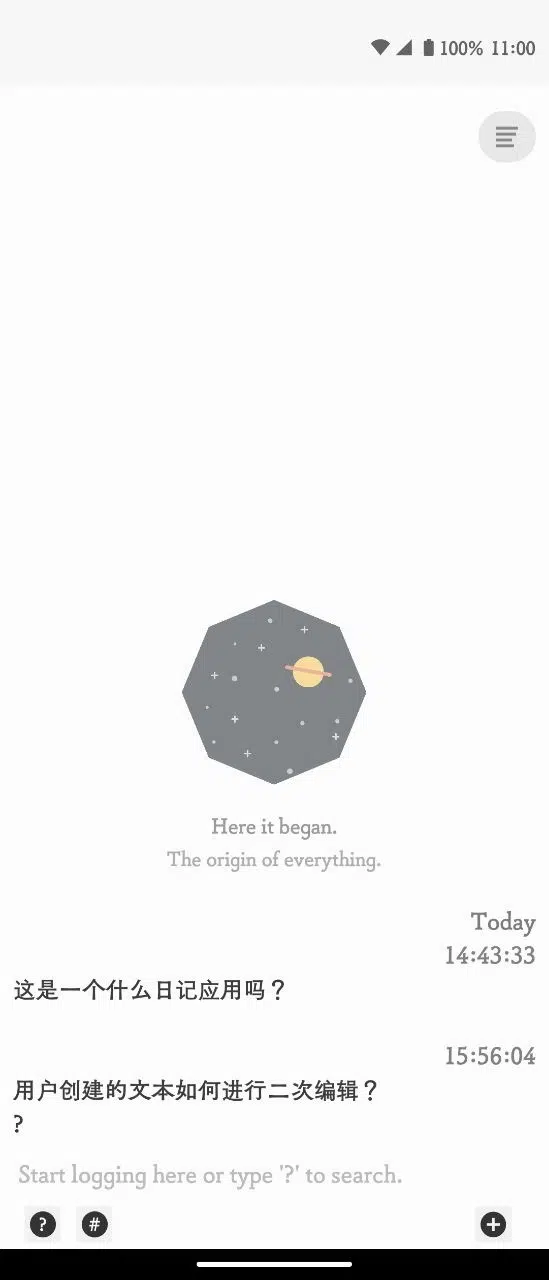 100% 11:00
Here it began.
The origin of everything.
Today
14:43:33
这是一个什么日记应用吗？
15:56:04
用户创建的文本如何进行二次编辑？
?
Start logging here or type '?' to search.
? # +